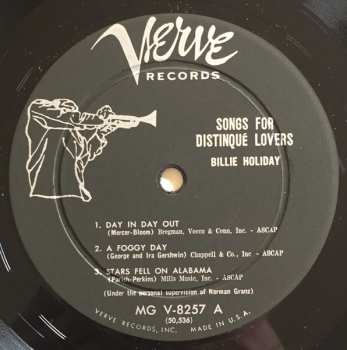 Verve
RECORDS
SONGS FOR
DISTINQUÉ LOVERS
BILLIE HOLIDAY
1. DAY IN DAY OUT
(Mercer-Bloom) Bregman, Vocco & Conn, Inc. - ASCAP
2. A FOGGY DAY
(George and Ira Gershwin) Chappell & Co., Inc - ASCAP
3. STARS FELL ON ALABAMA
(Parish-Perkins) Mills Music, Inc. - ASCAP
(Under the personal supervision of Norman Granz)
MG V-8257 A
(50,536)
VERVE RECORDS, INC. MADE IN U.S.A.